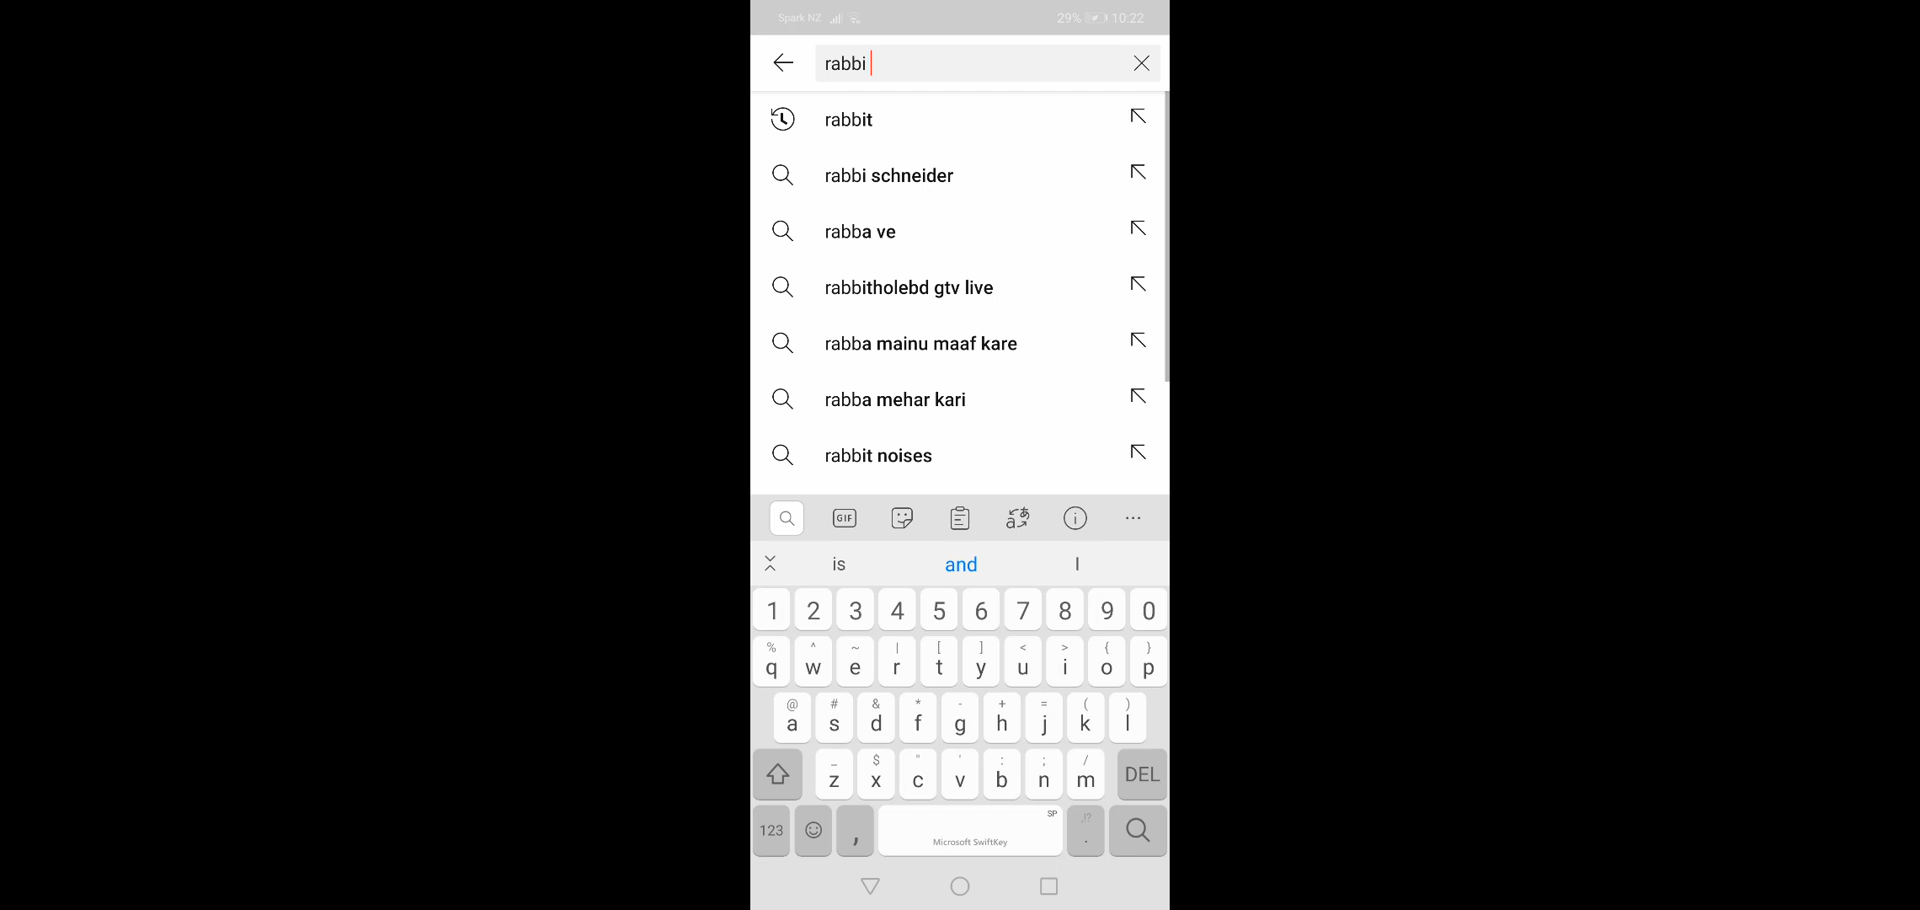 Spark NZ 29% 10:22
rabbi
rabbit
rabbi schneider
rabba ve
rabbitholebd gtv live
rabba mainu maaf kare
rabba mehar kari
rabbit noises
GIF
is and I
1 2 3 4 5 6 7 8 9 0
% ^ ~ | [ ] < > { }
q w e r t y u i o p
@ # & * - + = ( )
a s d f g h j k l
_ $ " ' : ; /
z x c v b n m DEL
SP ,!?
123 , .
Microsoft SwiftKey